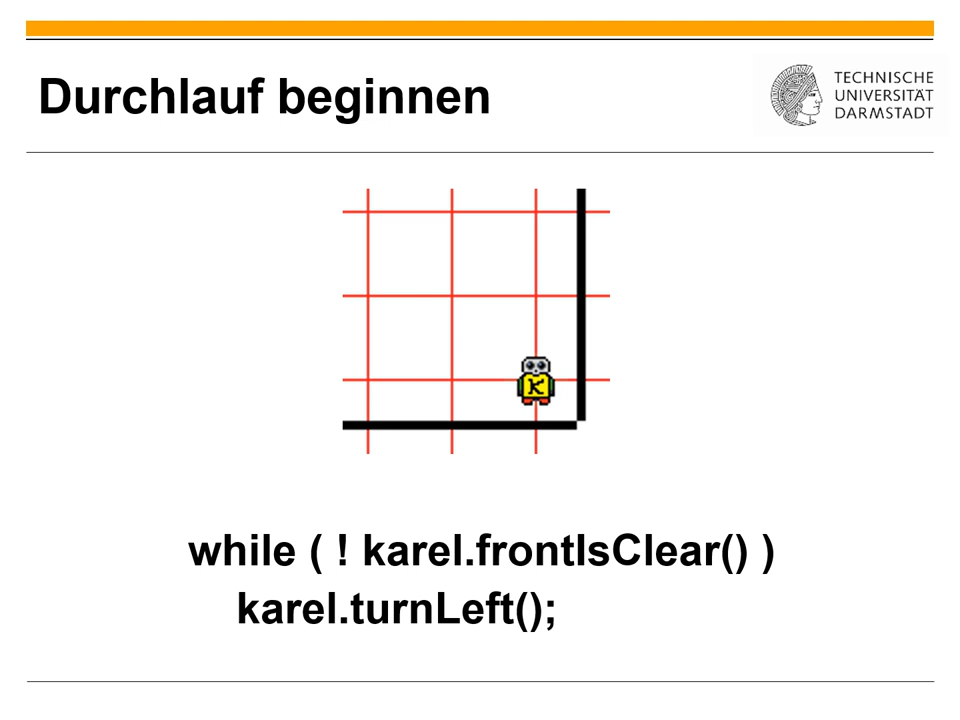 Durchlauf beginnen
TECHNISCHE
UNIVERSITÄT
DARMSTADT
K
while ( ! karel.frontIsClear() )
karel.turnLeft();